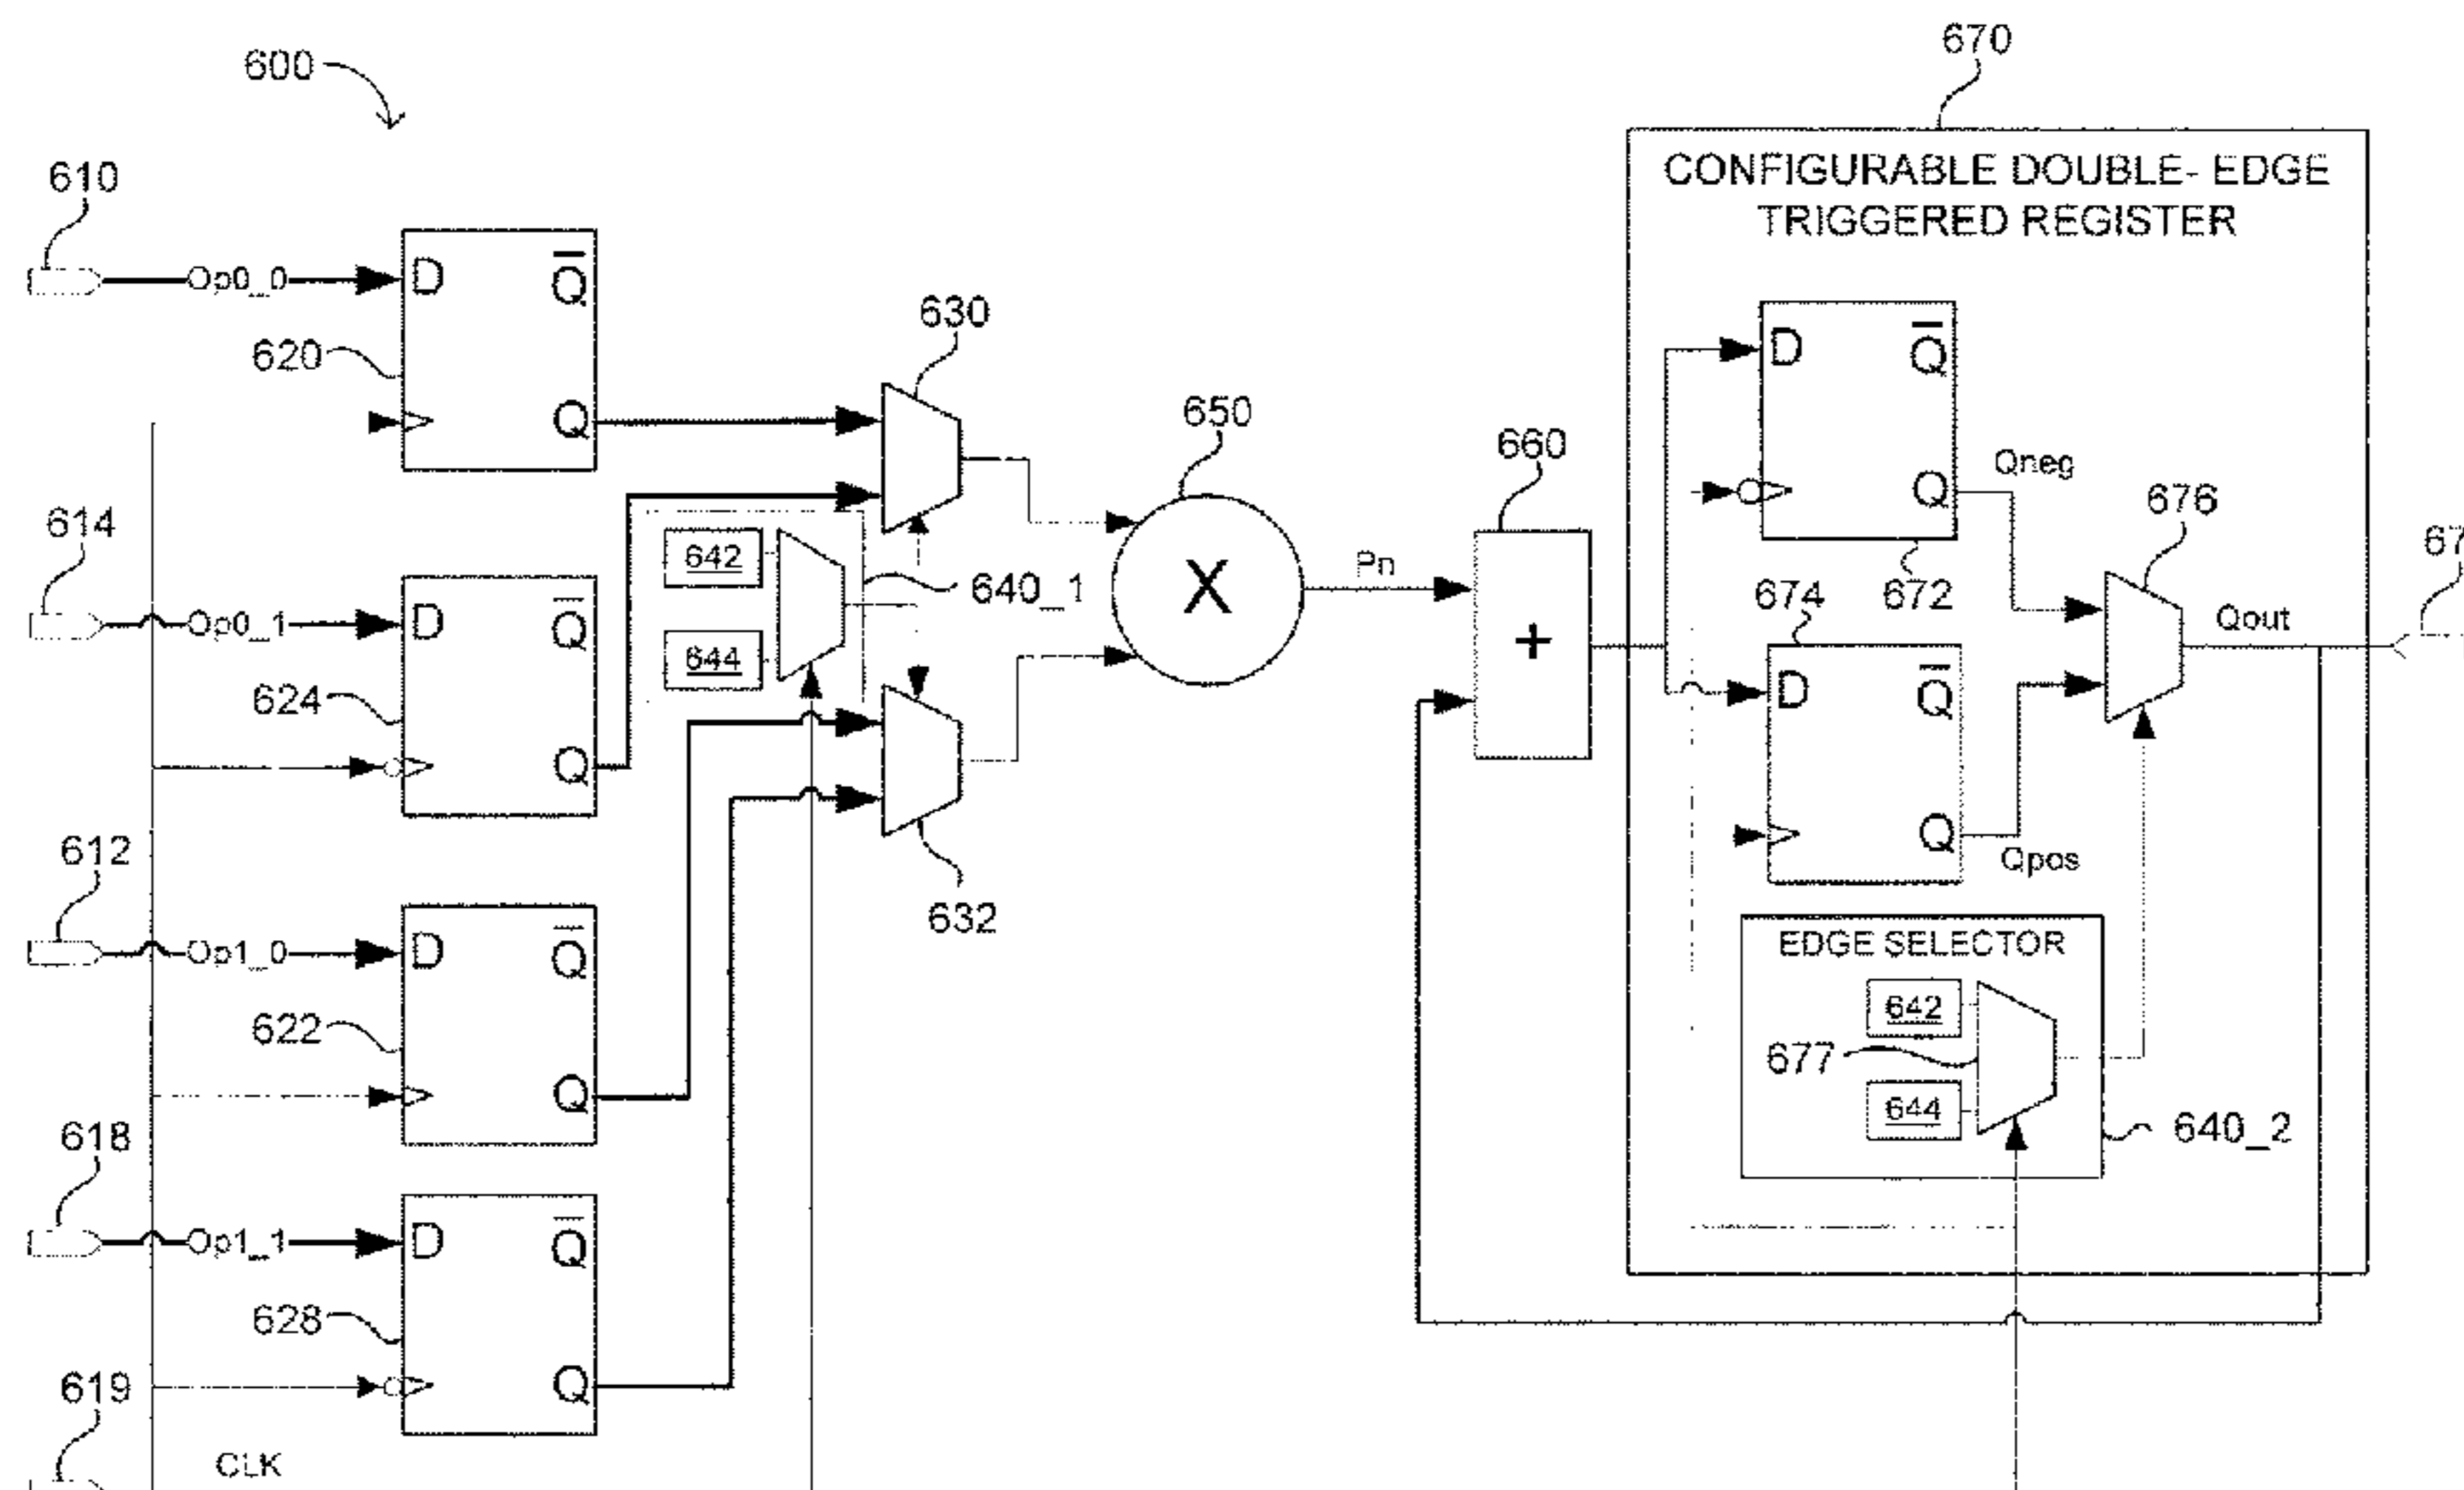 600
670
CONFIGURABLE DOUBLE- EDGE
TRIGGERED REGISTER
610
Op0_0
D
Q
Q
620
630
650
660
D
Q
Q
Qneg
672
676
Qout
614
Op0_1
D
Q
Q
624
642
644
640_1
X
Pn
+
674
D
Q
Q
Qpos
612
Op1_0
D
Q
Q
622
632
EDGE SELECTOR
642
677
644
640_2
618
Op1_1
D
Q
Q
628
619
CLK